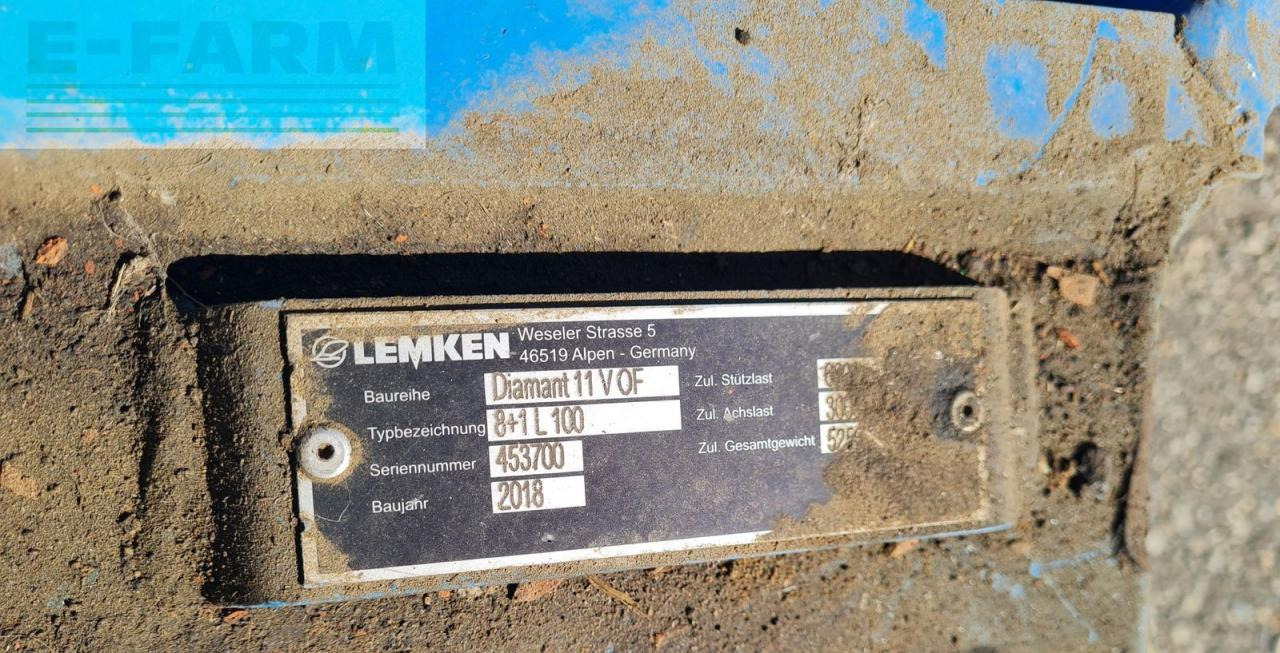 E-FARM
LEMKEN
Weseler Strasse 5
46519 Alpen - Germany
Baureihe Diamant 11 V OF
Typbezeichnung 8+1 L 100
Seriennummer 453700
Baujahr 2018
Zul. Stützlast
Zul. Achslast
Zul. Gesamtgewicht